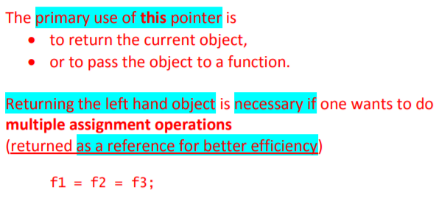 The primary use of this pointer is
• to return the current object,
• or to pass the object to a function.
Returning the left hand object is necessary if one wants to do
multiple assignment operations
(returned as a reference for better efficiency)
f1 = f2 = f3;